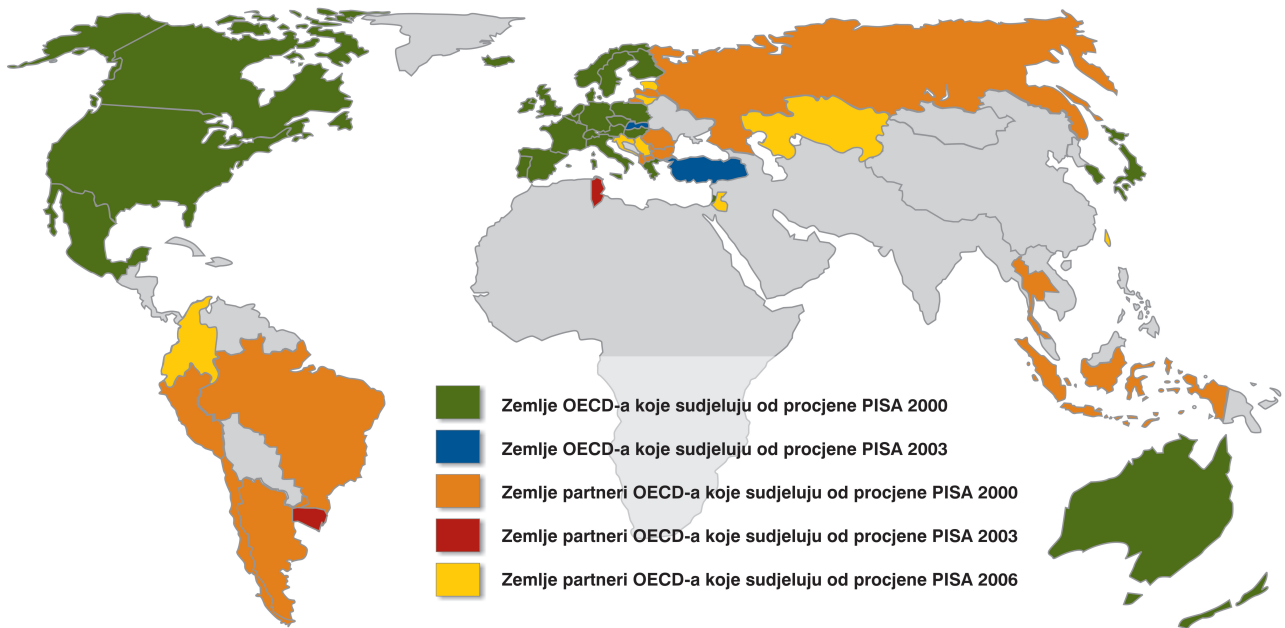 Zemlje OECD-a koje sudjeluju od procjene PISA 2000
Zemlje OECD-a koje sudjeluju od procjene PISA 2003
Zemlje partneri OECD-a koje sudjeluju od procjene PISA 2000
Zemlje partneri OECD-a koje sudjeluju od procjene PISA 2003
Zemlje partneri OECD-a koje sudjeluju od procjene PISA 2006